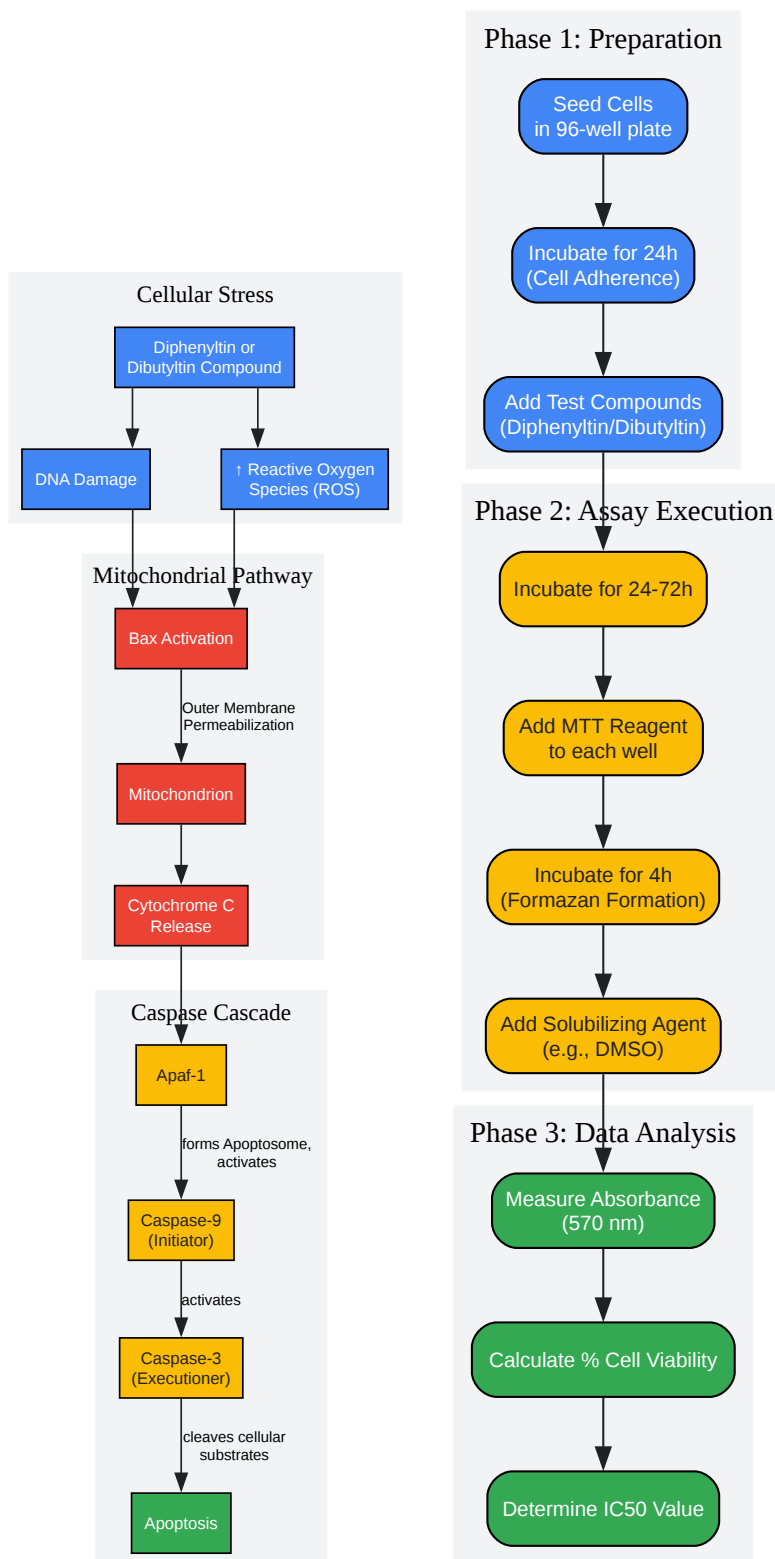 Cellular Stress
Diphenyltin or
Dibutyltin Compound
DNA Damage
↑ Reactive Oxygen
Species (ROS)
Mitochondrial Pathway
Bax Activation
Outer Membrane
Permeabilization
Mitochondrion
Cytochrome C
Release
Caspase Cascade
Apaf-1
forms Apoptosome,
activates
Caspase-9
(Initiator)
activates
Caspase-3
(Executioner)
cleaves cellular
substrates
Apoptosis
Phase 1: Preparation
Seed Cells
in 96-well plate
Incubate for 24h
(Cell Adherence)
Add Test Compounds
(Diphenyltin/Dibutyltin)
Phase 2: Assay Execution
Incubate for 24-72h
Add MTT Reagent
to each well
Incubate for 4h
(Formazan Formation)
Add Solubilizing Agent
(e.g., DMSO)
Phase 3: Data Analysis
Measure Absorbance
(570 nm)
Calculate % Cell Viability
Determine IC50 Value